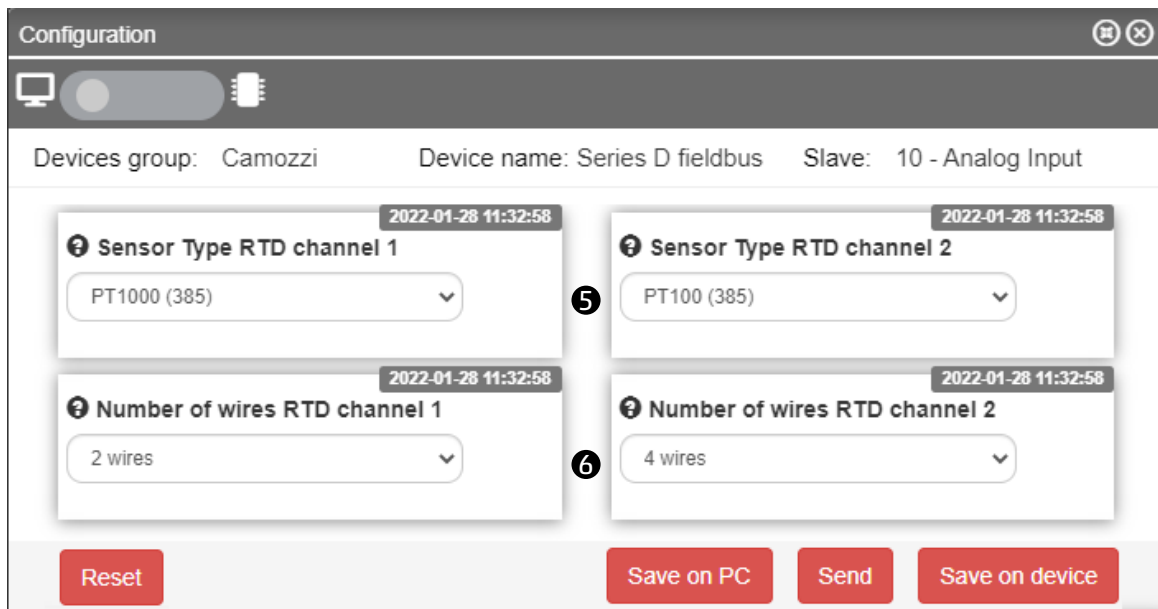 Configuration
Devices group: Camozzi Device name: Series D fieldbus Slave: 10 - Analog Input
2022-01-28 11:32:58 2022-01-28 11:32:58
Sensor Type RTD channel 1 Sensor Type RTD channel 2
PT1000 (385) 5 PT100 (385)
2022-01-28 11:32:58 2022-01-28 11:32:58
Number of wires RTD channel 1 Number of wires RTD channel 2
2 wires 6 4 wires
Reset Save on PC Send Save on device